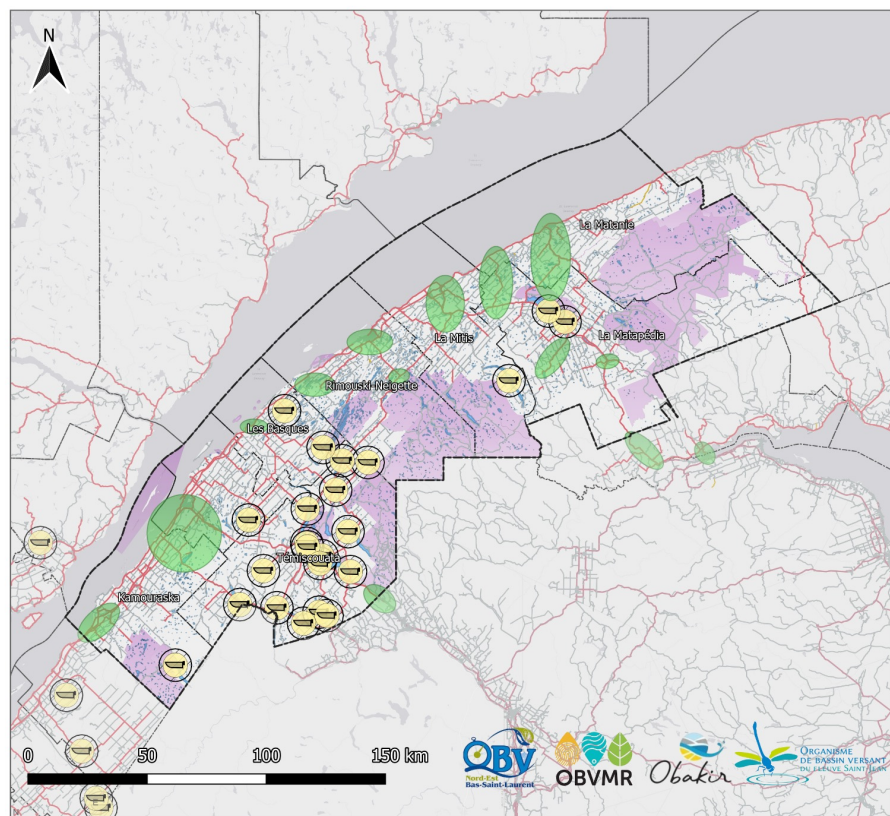 N
La Matanie
La Mitis
La Matapédia
Rimouski-Neigette
Les Basques
Témiscouata
Kamouraska
0 50 100 150 km
OBV
Nord-Est
Bas-Saint-Laurent
OBVMR
Obakir
ORGANISME
DE BASSIN VERSANT
DU FLEUVE SAINT-JEAN